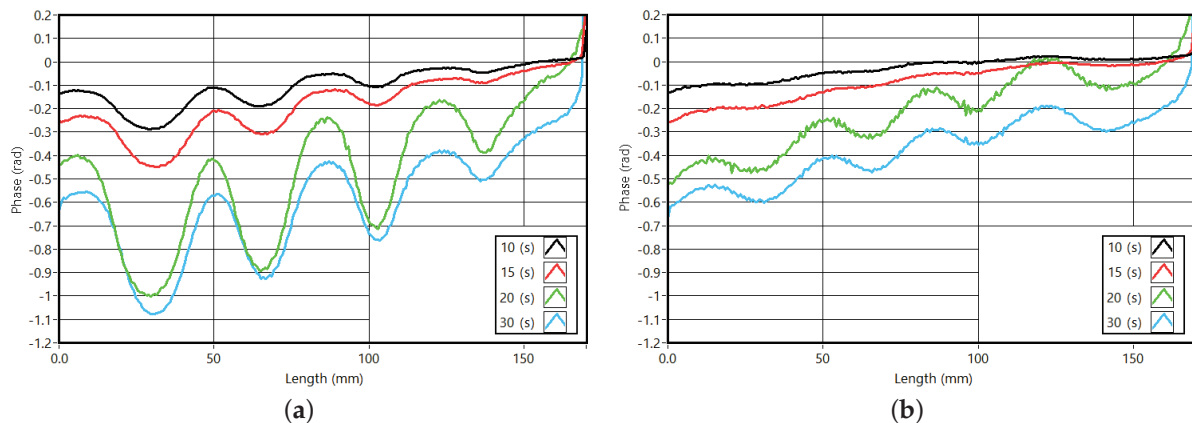 0.2
0.1
0
-0.1
-0.2
-0.3
-0.4
-0.5
-0.6
-0.7
-0.8
-0.9
-1
-1.1
-1.2
Phase (rad)
0.0 50 100 150
Length (mm)
10 (s)
15 (s)
20 (s)
30 (s)
(a)
0.2
0.1
0
-0.1
-0.2
-0.3
-0.4
-0.5
-0.6
-0.7
-0.8
-0.9
-1
-1.1
-1.2
Phase (rad)
0.0 50 100 150
Length (mm)
10 (s)
15 (s)
20 (s)
30 (s)
(b)